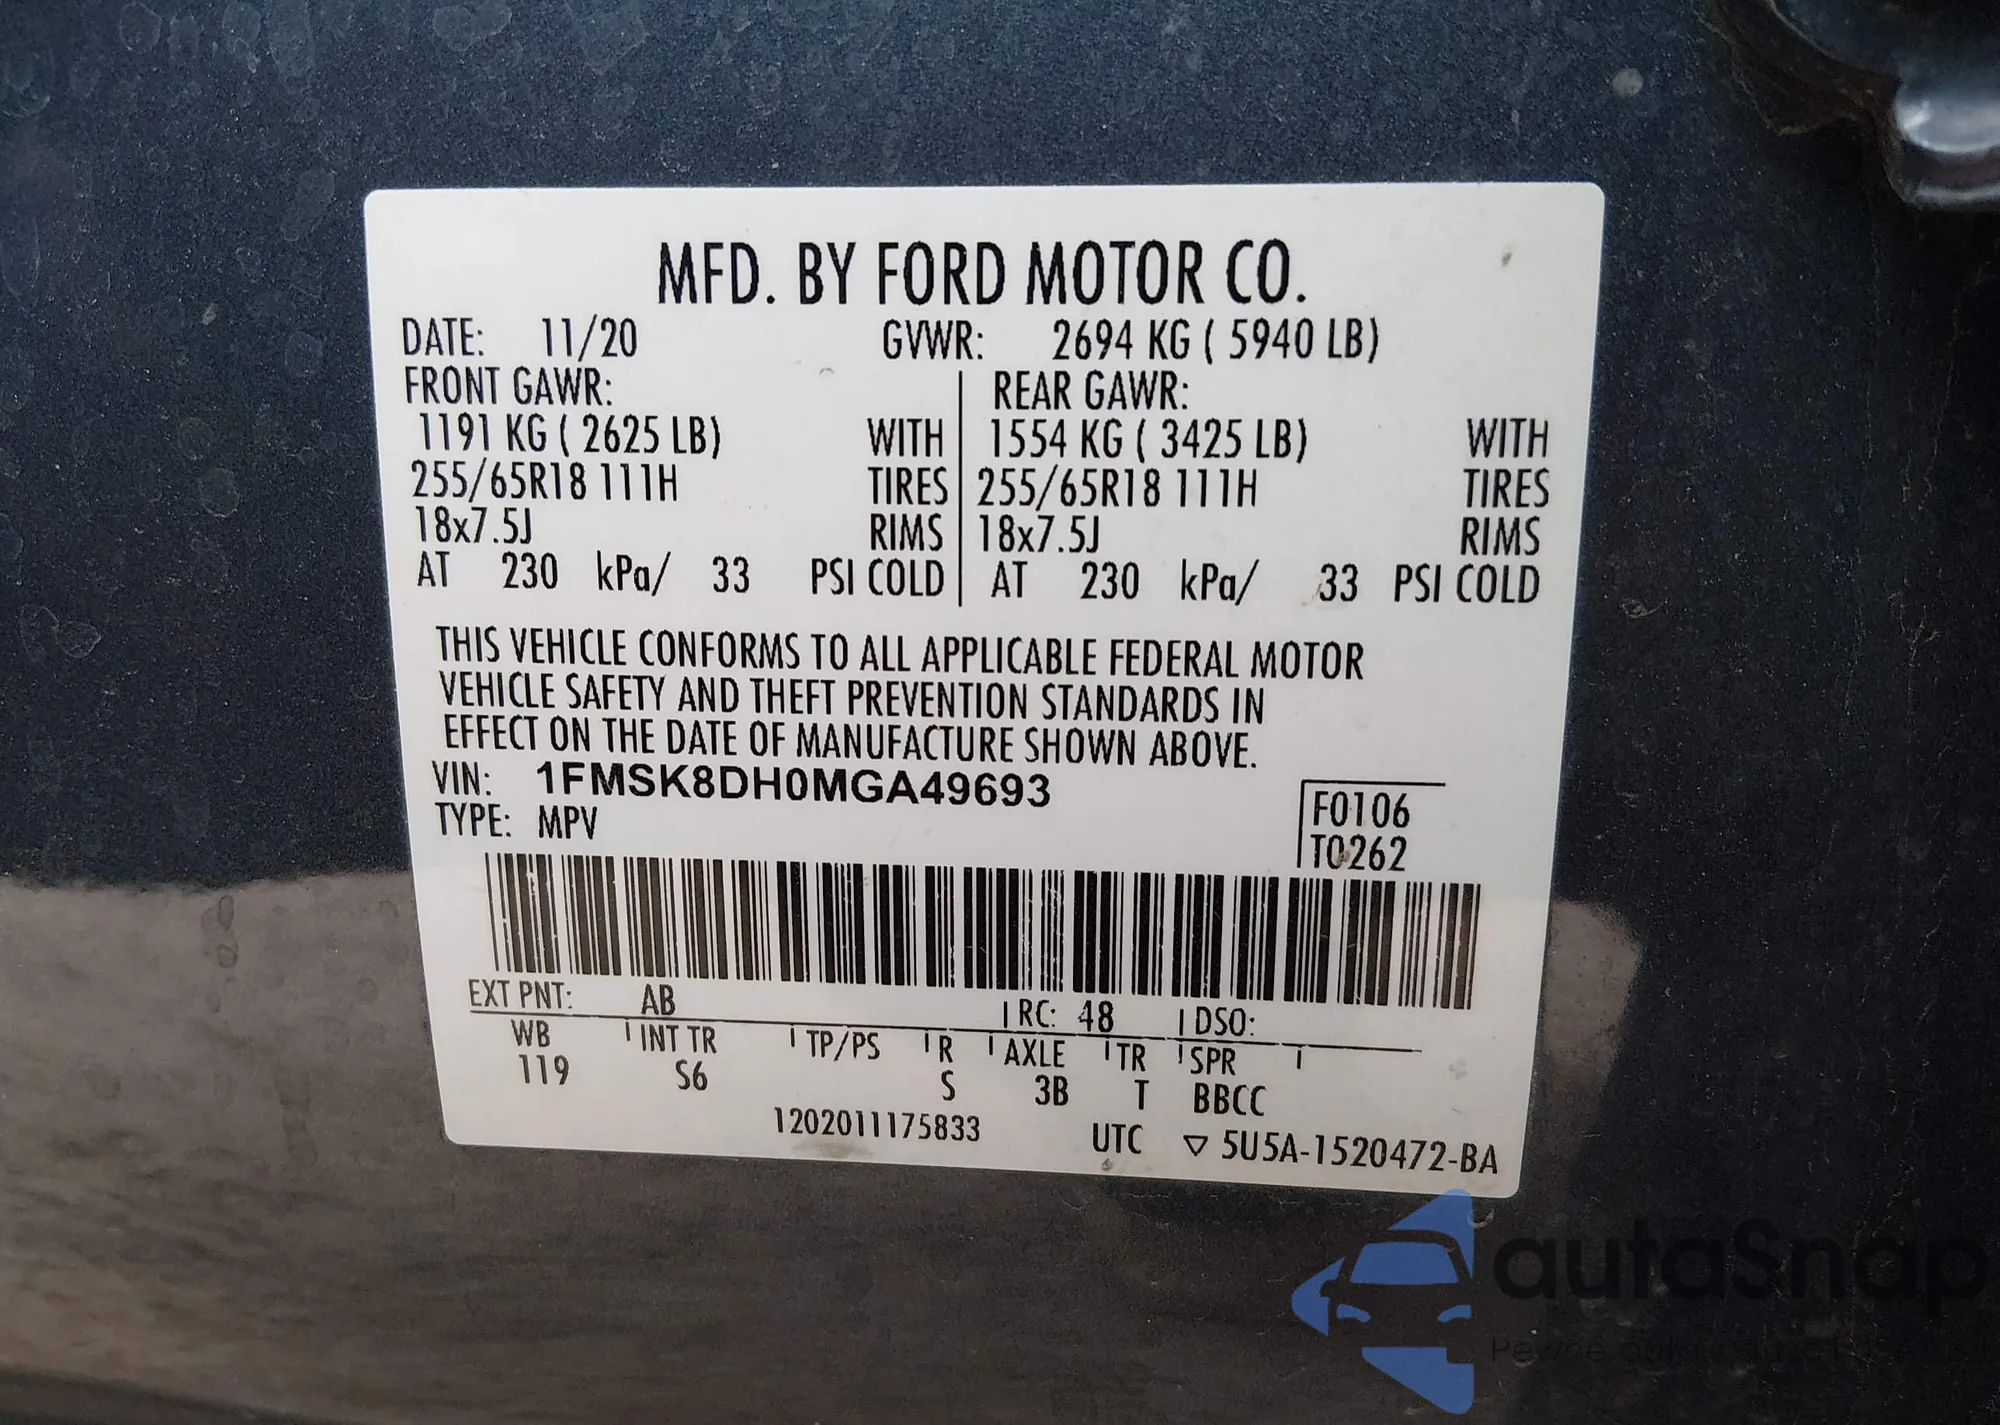 MFD. BY FORD MOTOR CO.
DATE: 11/20 GVWR: 2694 KG ( 5940 LB)
FRONT GAWR: REAR GAWR:
1191 KG ( 2625 LB) WITH 1554 KG ( 3425 LB) WITH
255/65R18 111H TIRES 255/65R18 111H TIRES
18x7.5J RIMS 18x7.5J RIMS
AT 230 kPa/ 33 PSI COLD AT 230 kPa/ 33 PSI COLD
THIS VEHICLE CONFORMS TO ALL APPLICABLE FEDERAL MOTOR
VEHICLE SAFETY AND THEFT PREVENTION STANDARDS IN
EFFECT ON THE DATE OF MANUFACTURE SHOWN ABOVE.
VIN: 1FMSK8DH0MGA49693
TYPE: MPV
F0106
T0262
EXT PNT: AB RC: 48 DSO:
WB INT TR TP/PS R AXLE TR SPR
119 S6 S 3B T BBCC
1202011175833 UTC ▽ 5U5A-1520472-BA
autaSnap
Pewne auta